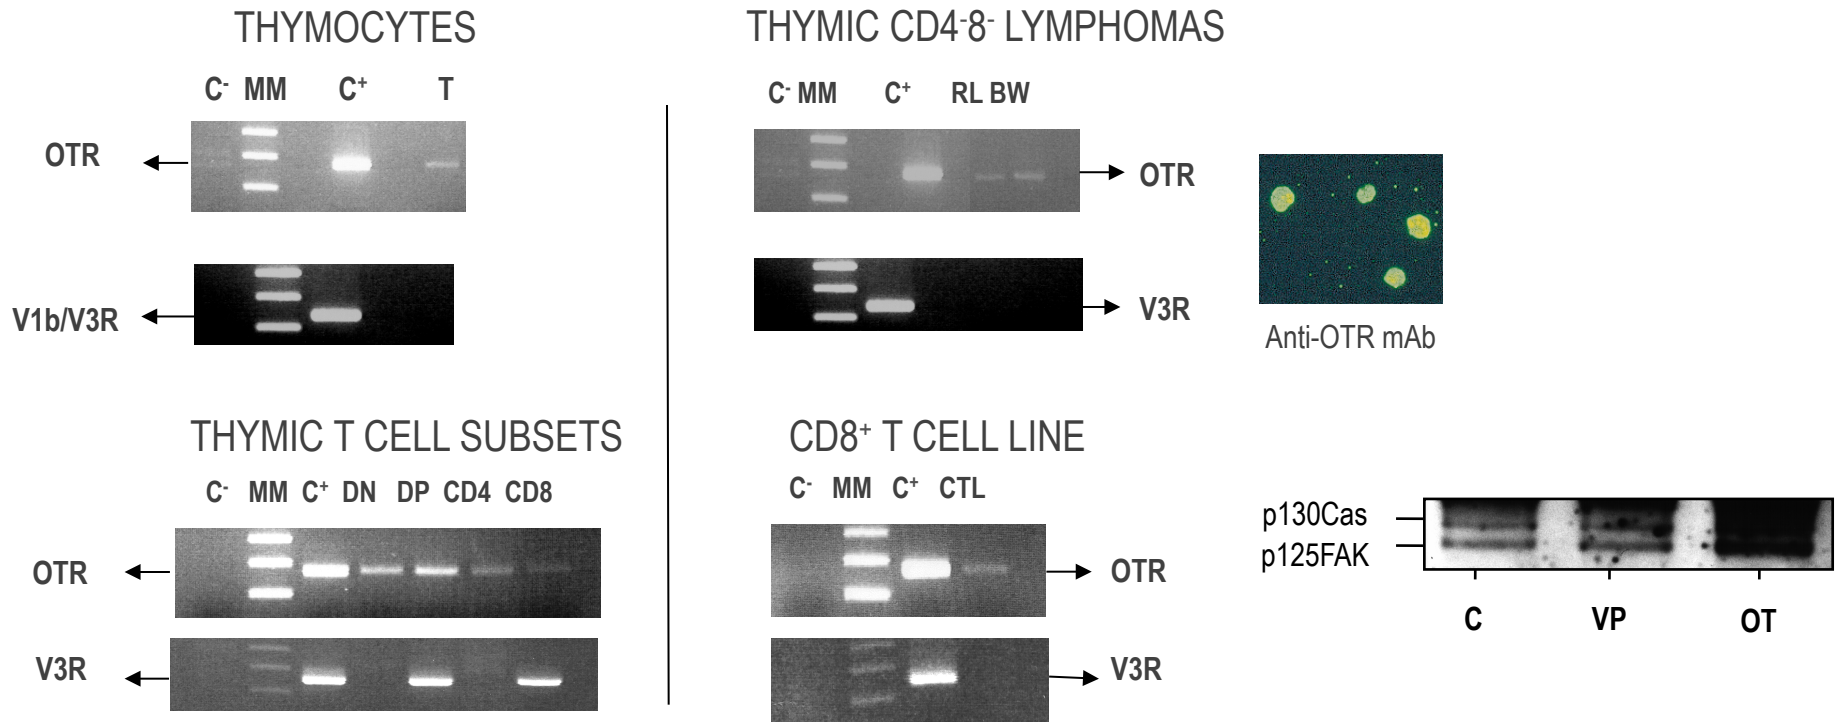 THYMOCYTES
C- MM C+ T
OTR
V1b/V3R
THYMIC T CELL SUBSETS
C- MM C+ DN DP CD4 CD8
OTR
V3R
THYMIC CD4-8- LYMPHOMAS
C- MM C+ RL BW
OTR
V3R
Anti-OTR mAb
CD8+ T CELL LINE
C- MM C+ CTL
OTR
V3R
p130Cas
p125FAK
C VP OT